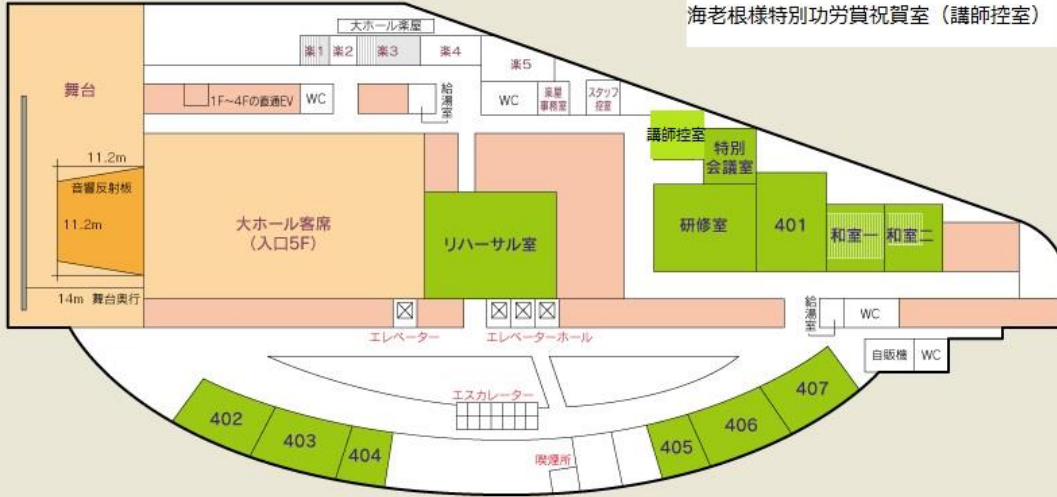 海老根様特別功労賞祝賀室（講師控室）
大ホール楽屋
楽1
楽2
楽3
楽4
楽5
舞台
1F～4Fの直通EV
WC
給湯室
WC
楽屋
事務室
スタッフ
控室
講師控室
特別
会議室
11.2m
音響反射板
11.2m
大ホール客席
（入口5F）
リハーサル室
研修室
401
和室一
和室二
14m 舞台奥行
エレベーター
エレベーターホール
給湯室
WC
自販機
WC
エスカレーター
402
403
404
喫煙所
405
406
407